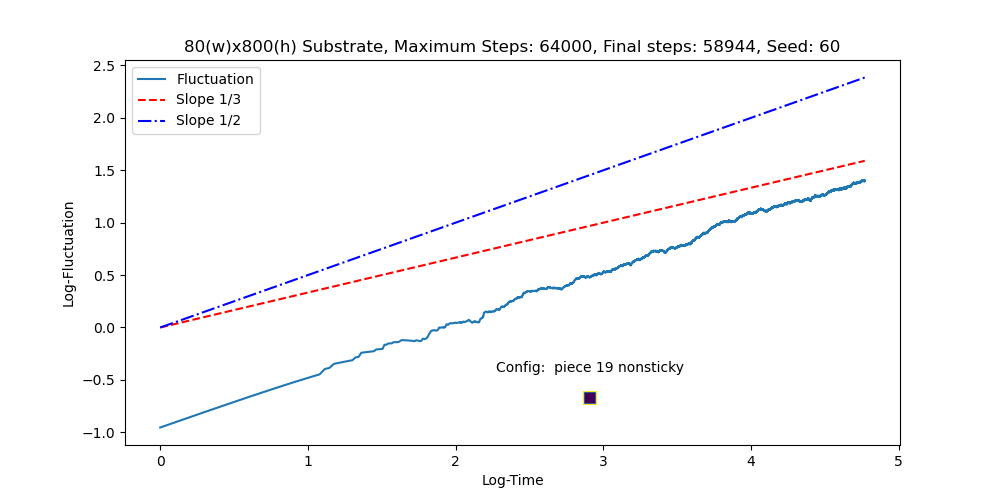 80(w)x800(h) Substrate, Maximum Steps: 64000, Final steps: 58944, Seed: 60
2.5
2.0
1.5
1.0
0.5
0.0
−0.5
−1.0
Log-Fluctuation
Fluctuation
Slope 1/3
Slope 1/2
Config:  piece 19 nonsticky
0 1 2 3 4 5
Log-Time